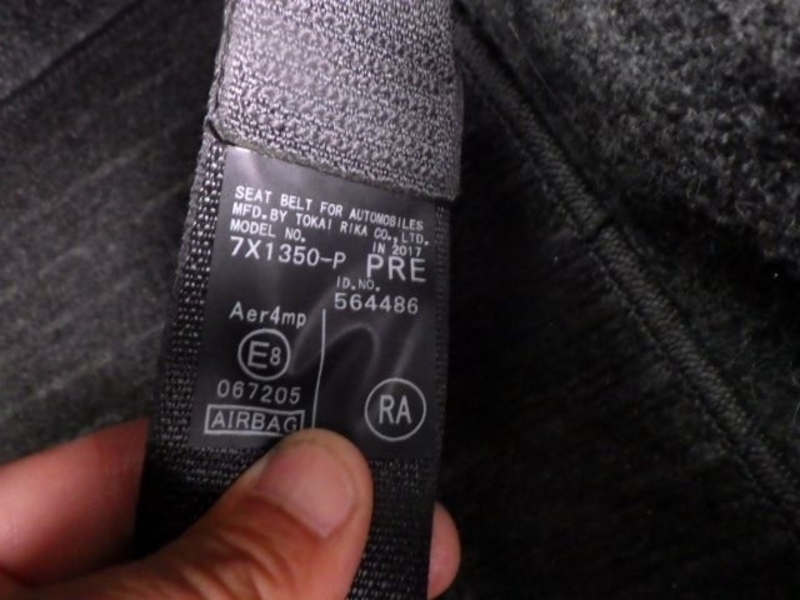 SEAT BELT FOR AUTOMOBILES
MFD.BY TOKAI RIKA CO.,LTD.
MODEL NO. IN 2017
7X1350-P PRE
ID.NO.
564486
Aer4mp
E8
067205
AIRBAG
RA